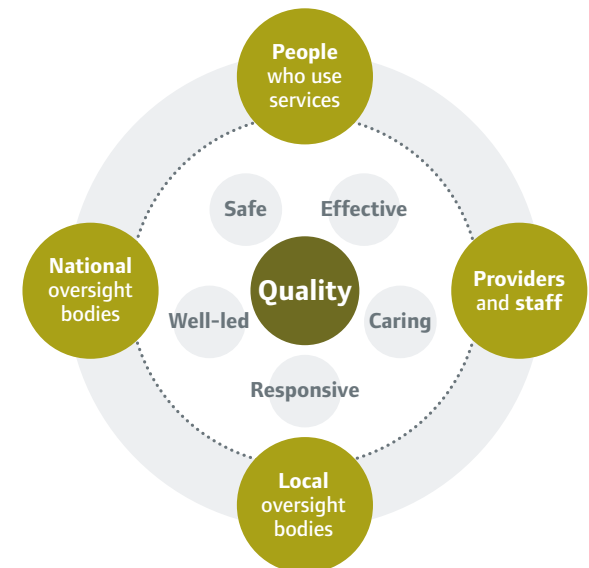 People
who use
services
Safe
Effective
National
oversight
bodies
Quality
Providers
and staff
Well-led
Caring
Responsive
Local
oversight
bodies